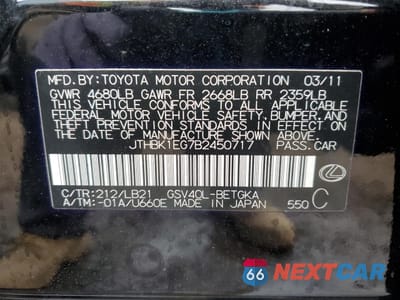 MFD.BY:TOYOTA MOTOR CORPORATION 03/11
GVWR 4680LB GAWR FR 2668LB RR 2359LB
THIS VEHICLE CONFORMS TO ALL APPLICABLE
FEDERAL MOTOR VEHICLE SAFETY, BUMPER, AND
THEFT PREVENTION STANDARDS IN EFFECT ON
THE DATE OF MANUFACTURE SHOWN ABOVE.
JTHBK1EG7B2450717 PASS.CAR
C/TR:212/LB21 GSV40L-BETGKA
A/TM:-01A/U660E MADE IN JAPAN 550 C
66 NEXTCAR